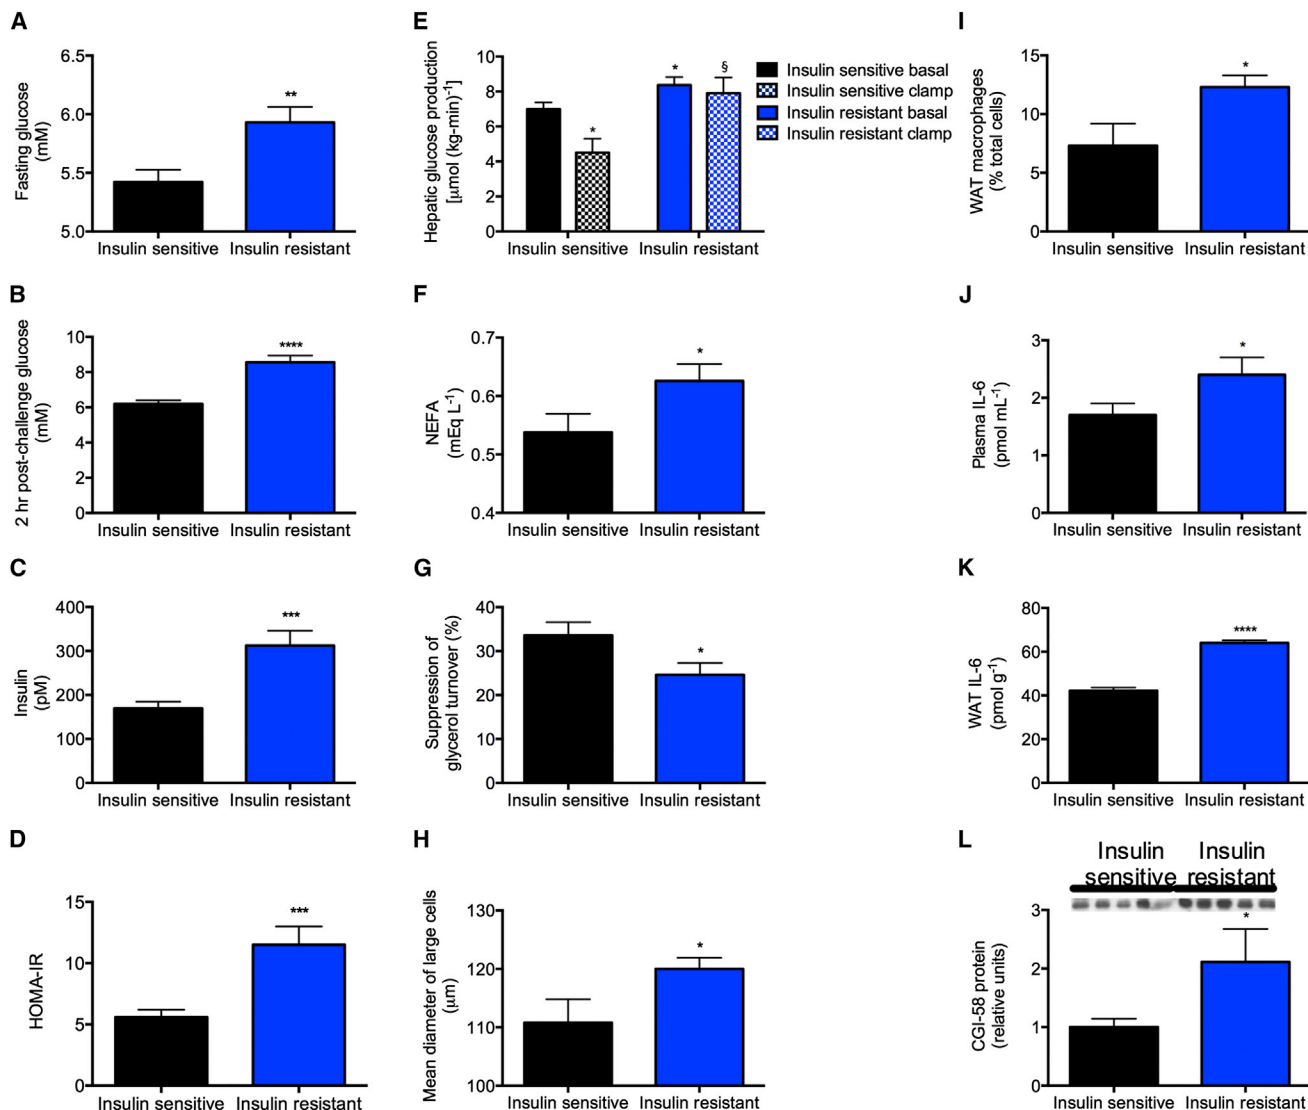 A
Fasting glucose
(mM)
6.5
6.0
5.5
5.0
**
Insulin sensitive Insulin resistant
B
2 hr post-challenge glucose
(mM)
10
8
6
4
2
0
****
Insulin sensitive Insulin resistant
C
Insulin
(pM)
400
300
200
100
0
***
Insulin sensitive Insulin resistant
D
HOMA-IR
15
10
5
0
***
Insulin sensitive Insulin resistant
E
Hepatic glucose production
[μmol (kg-min)⁻¹]
10
8
6
4
2
0
*
*
§
Insulin sensitive Insulin resistant
Insulin sensitive basal
Insulin sensitive clamp
Insulin resistant basal
Insulin resistant clamp
F
NEFA
(mEq L⁻¹)
0.7
0.6
0.5
0.4
*
Insulin sensitive Insulin resistant
G
Suppression of
glycerol turnover (%)
40
30
20
10
0
*
Insulin sensitive Insulin resistant
H
Mean diameter of large cells
(μm)
130
120
110
100
*
Insulin sensitive Insulin resistant
I
WAT macrophages
(% total cells)
15
10
5
0
*
Insulin sensitive Insulin resistant
J
Plasma IL-6
(pmol mL⁻¹)
3
2
1
0
*
Insulin sensitive Insulin resistant
K
WAT IL-6
(pmol g⁻¹)
80
60
40
20
0
****
Insulin sensitive Insulin resistant
L
Insulin Insulin
sensitive resistant
CGI-58 protein
(relative units)
3
2
1
0
*
Insulin sensitive Insulin resistant